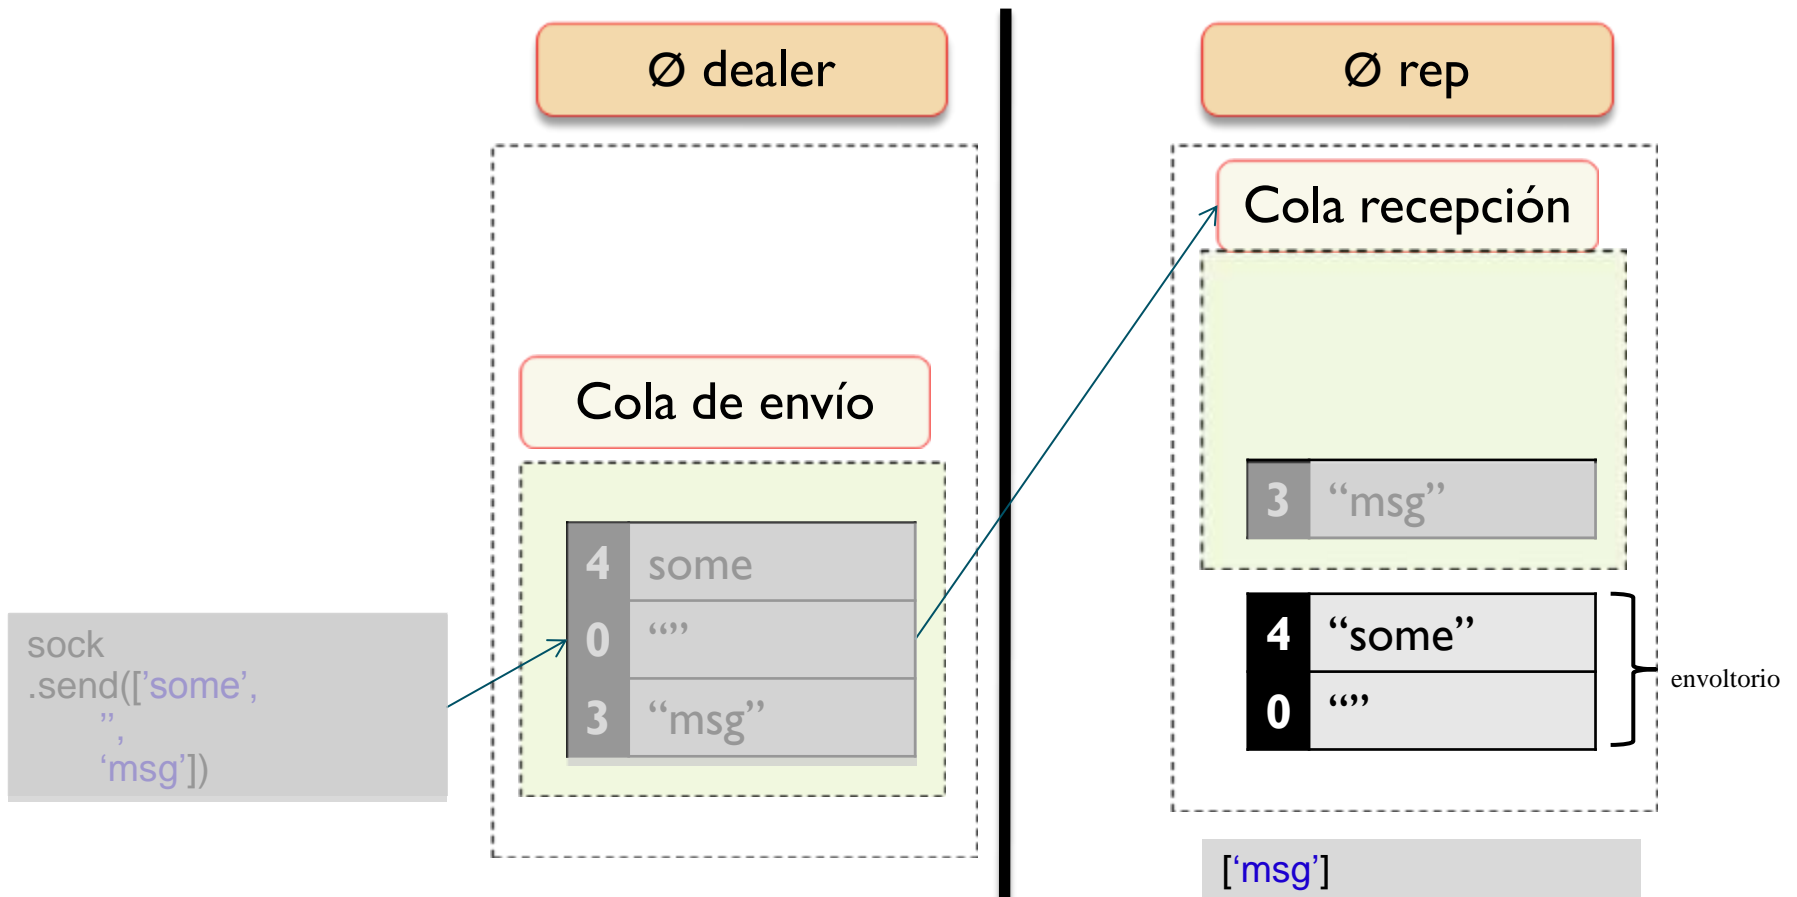 Ø dealer
Ø rep
Cola recepción
Cola de envío
3 “msg”
4 some
0 “”
3 “msg”
sock
.send(['some',
'',
‘msg'])
4 “some”
0 “”
envoltorio
[‘msg’]